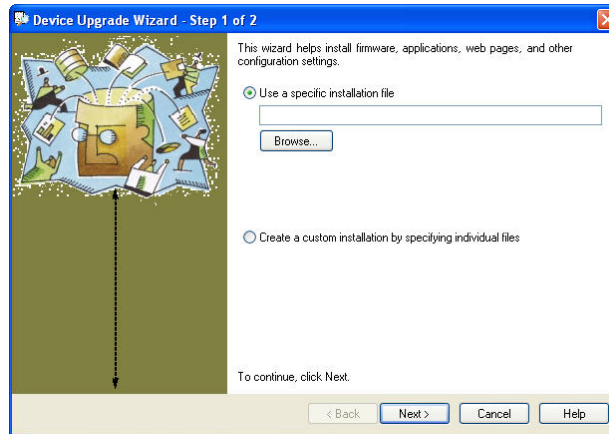 Device Upgrade Wizard - Step 1 of 2
This wizard helps install firmware, applications, web pages, and other
configuration settings.
Use a specific installation file
Browse...
Create a custom installation by specifying individual files
To continue, click Next.
< Back
Next >
Cancel
Help